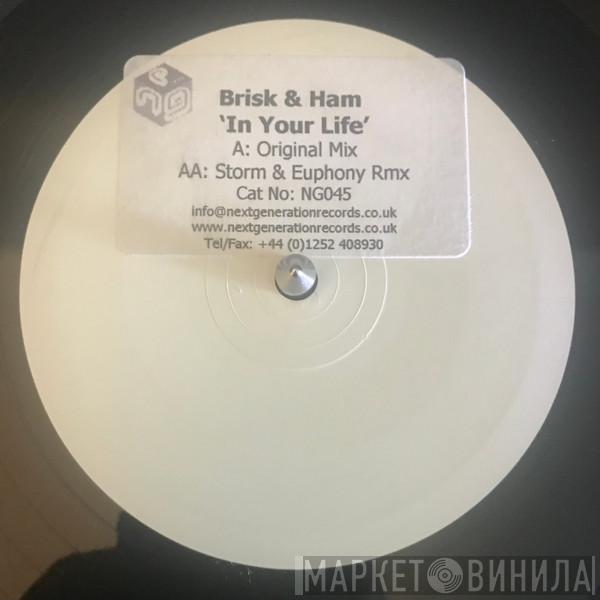 Brisk & Ham
‘In Your Life’
A: Original Mix
AA: Storm & Euphony Rmx
Cat No: NG045
info@nextgenerationrecords.co.uk
www.nextgenerationrecords.co.uk
Tel/Fax: +44 (0)1252 408930
МАРКЕТ ВИНИЛА